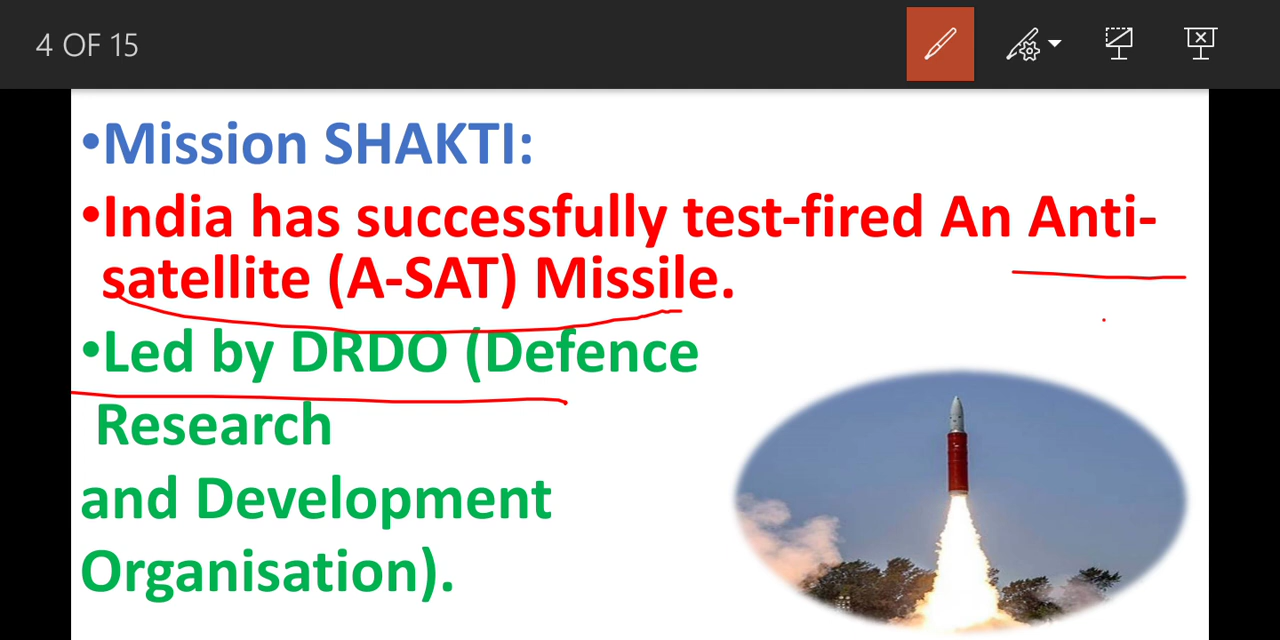 4 OF 15
•Mission SHAKTI:
•India has successfully test-fired An Anti-
satellite (A-SAT) Missile.
•Led by DRDO (Defence
Research
and Development
Organisation).